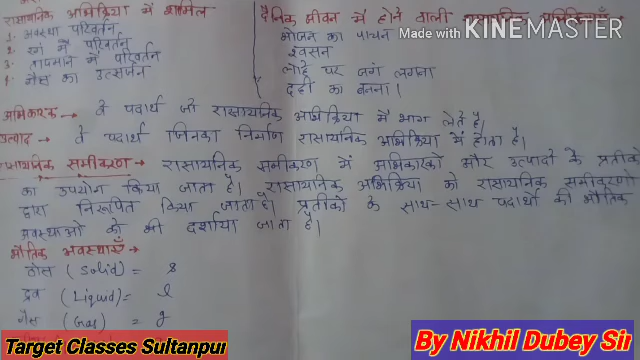 रासायनिक अभिक्रिया में शामिल
1. अवस्था परिवर्तन
2. रंग में परिवर्तन
3. तापमान में परिवर्तन
4. गैस का उत्सर्जन
दैनिक जीवन में होने वाली
भोजन का पाचन
श्वसन
लोहे पर जंग लगना
दही का बनना।
Made with KINEMASTER
अभिकारक → वे पदार्थ जो रासायनिक अभिक्रिया में भाग लेते हैं।
उत्पाद → वे पदार्थ जिनका निर्माण रासायनिक अभिक्रिया में होता है।
रासायनिक समीकरण → रासायनिक समीकरण में अभिकारकों और उत्पादों के प्रतीकों
का उपयोग किया जाता है। रासायनिक अभिक्रिया को रासायनिक समीकरणों
द्वारा निरूपित किया जाता है। प्रतीकों के साथ-साथ पदार्थों की भौतिक
अवस्थाओं को भी दर्शाया जाता है।
भौतिक अवस्थाएँ →
ठोस (Solid) = s
द्रव (Liquid) = l
गैस (Gas) = g
Target Classes Sultanpur
By Nikhil Dubey Sir